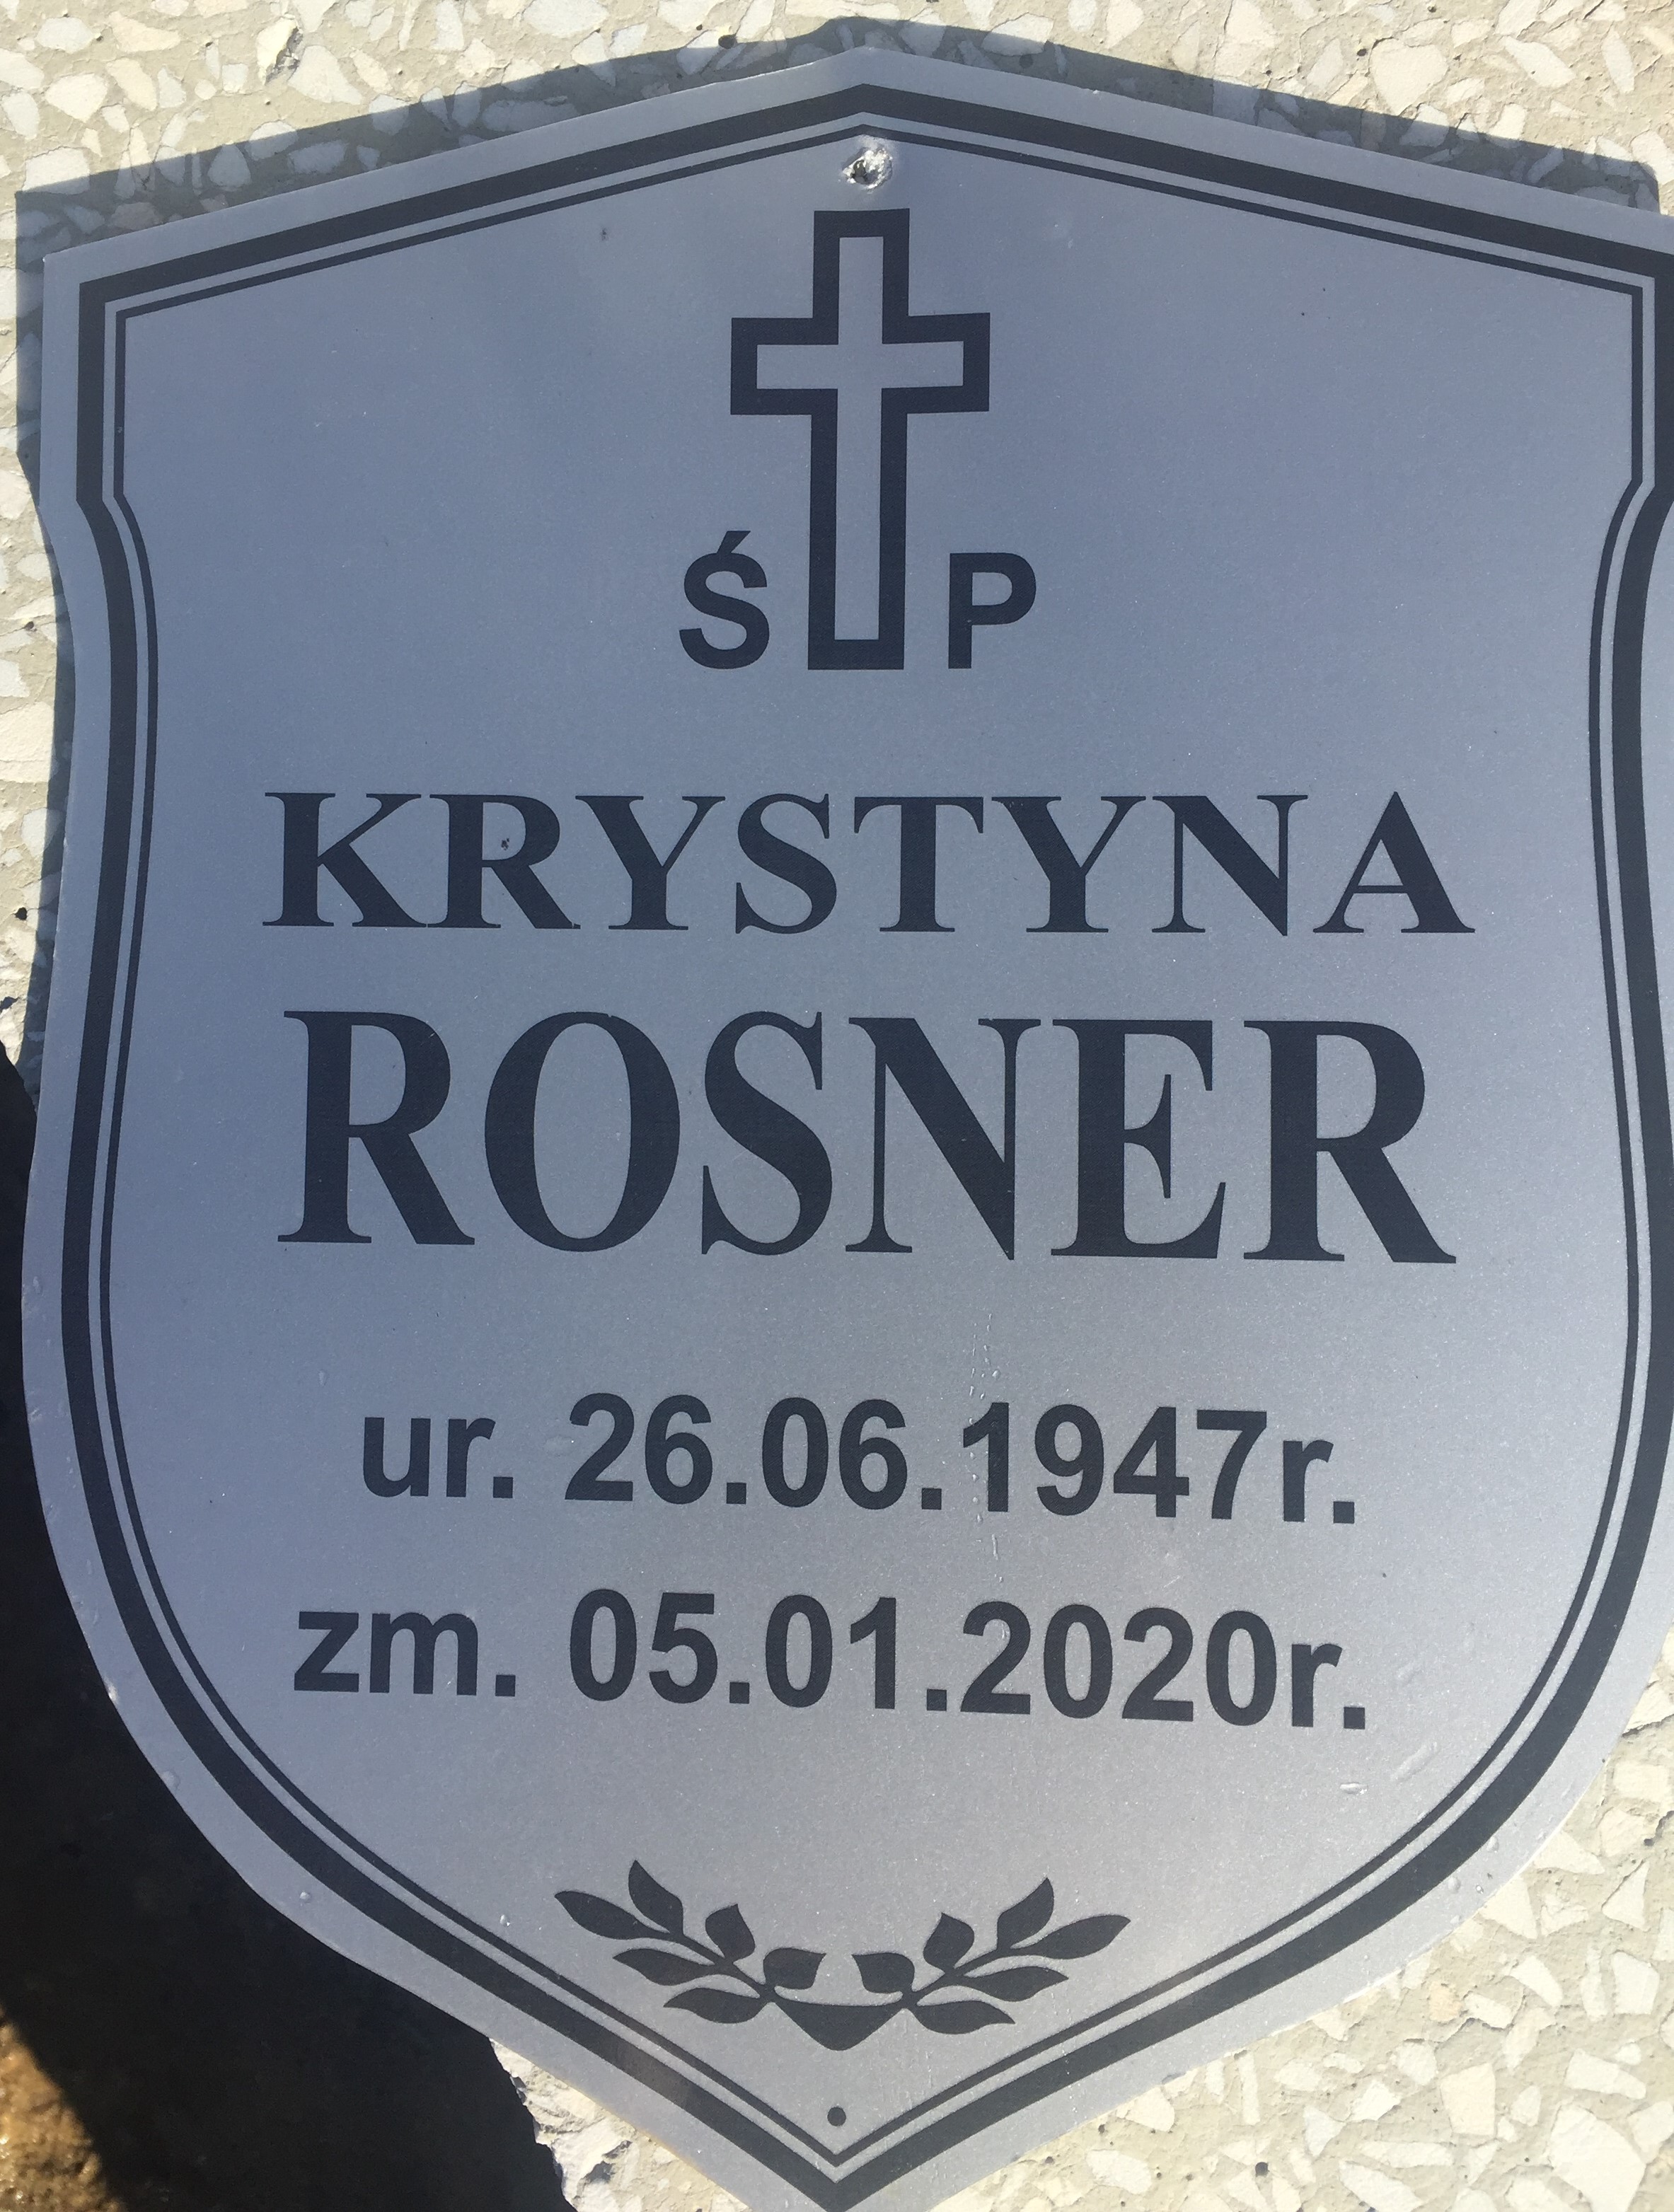 Ś P
KRYSTYNA
ROSNER
ur. 26.06.1947r.
zm. 05.01.2020r.